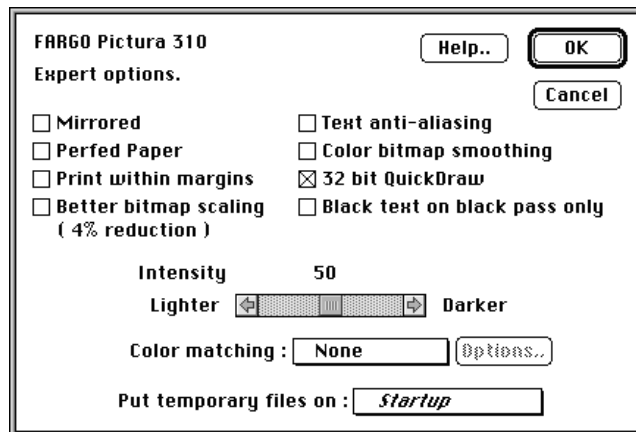 FARGO Pictura 310
Help..
OK
Expert options.
Cancel
Mirrored
Text anti-aliasing
Perfed Paper
Color bitmap smoothing
Print within margins
32 bit QuickDraw
Better bitmap scaling
Black text on black pass only
( 4% reduction )
Intensity 50
Lighter Darker
Color matching : None Options..
Put temporary files on : Startup